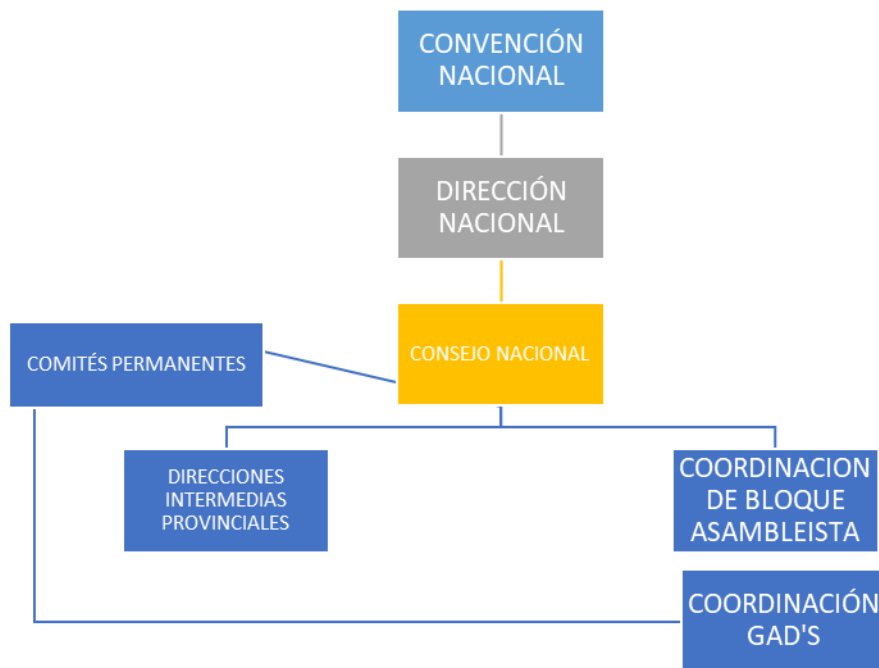 CONVENCIÓN
NACIONAL
DIRECCIÓN
NACIONAL
CONSEJO NACIONAL
COMITÉS PERMANENTES
DIRECCIONES
INTERMEDIAS
PROVINCIALES
COORDINACION
DE BLOQUE
ASAMBLEISTA
COORDINACIÓN
GAD'S